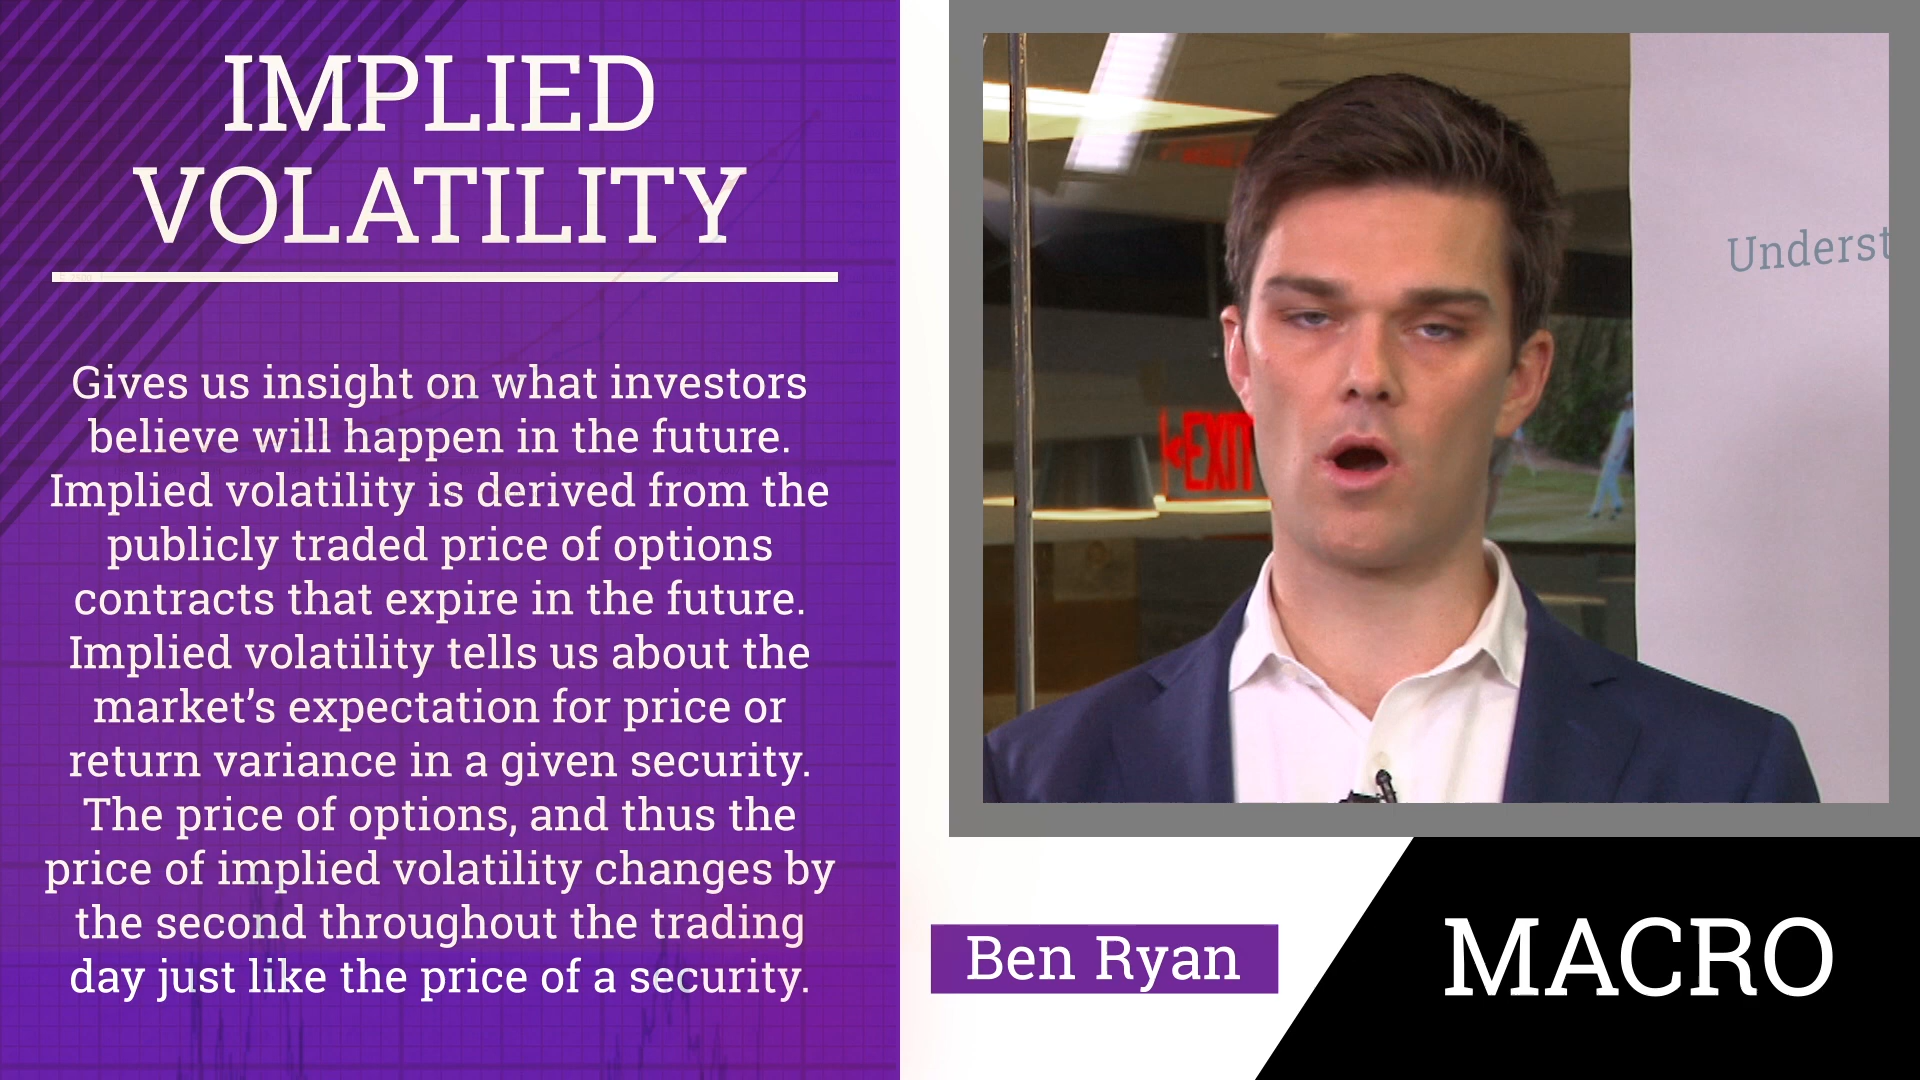 IMPLIED
VOLATILITY
Gives us insight on what investors
believe will happen in the future.
Implied volatility is derived from the
publicly traded price of options
contracts that expire in the future.
Implied volatility tells us about the
market’s expectation for price or
return variance in a given security.
The price of options, and thus the
price of implied volatility changes by
the second throughout the trading
day just like the price of a security.
Underst
EXIT
Ben Ryan
MACRO